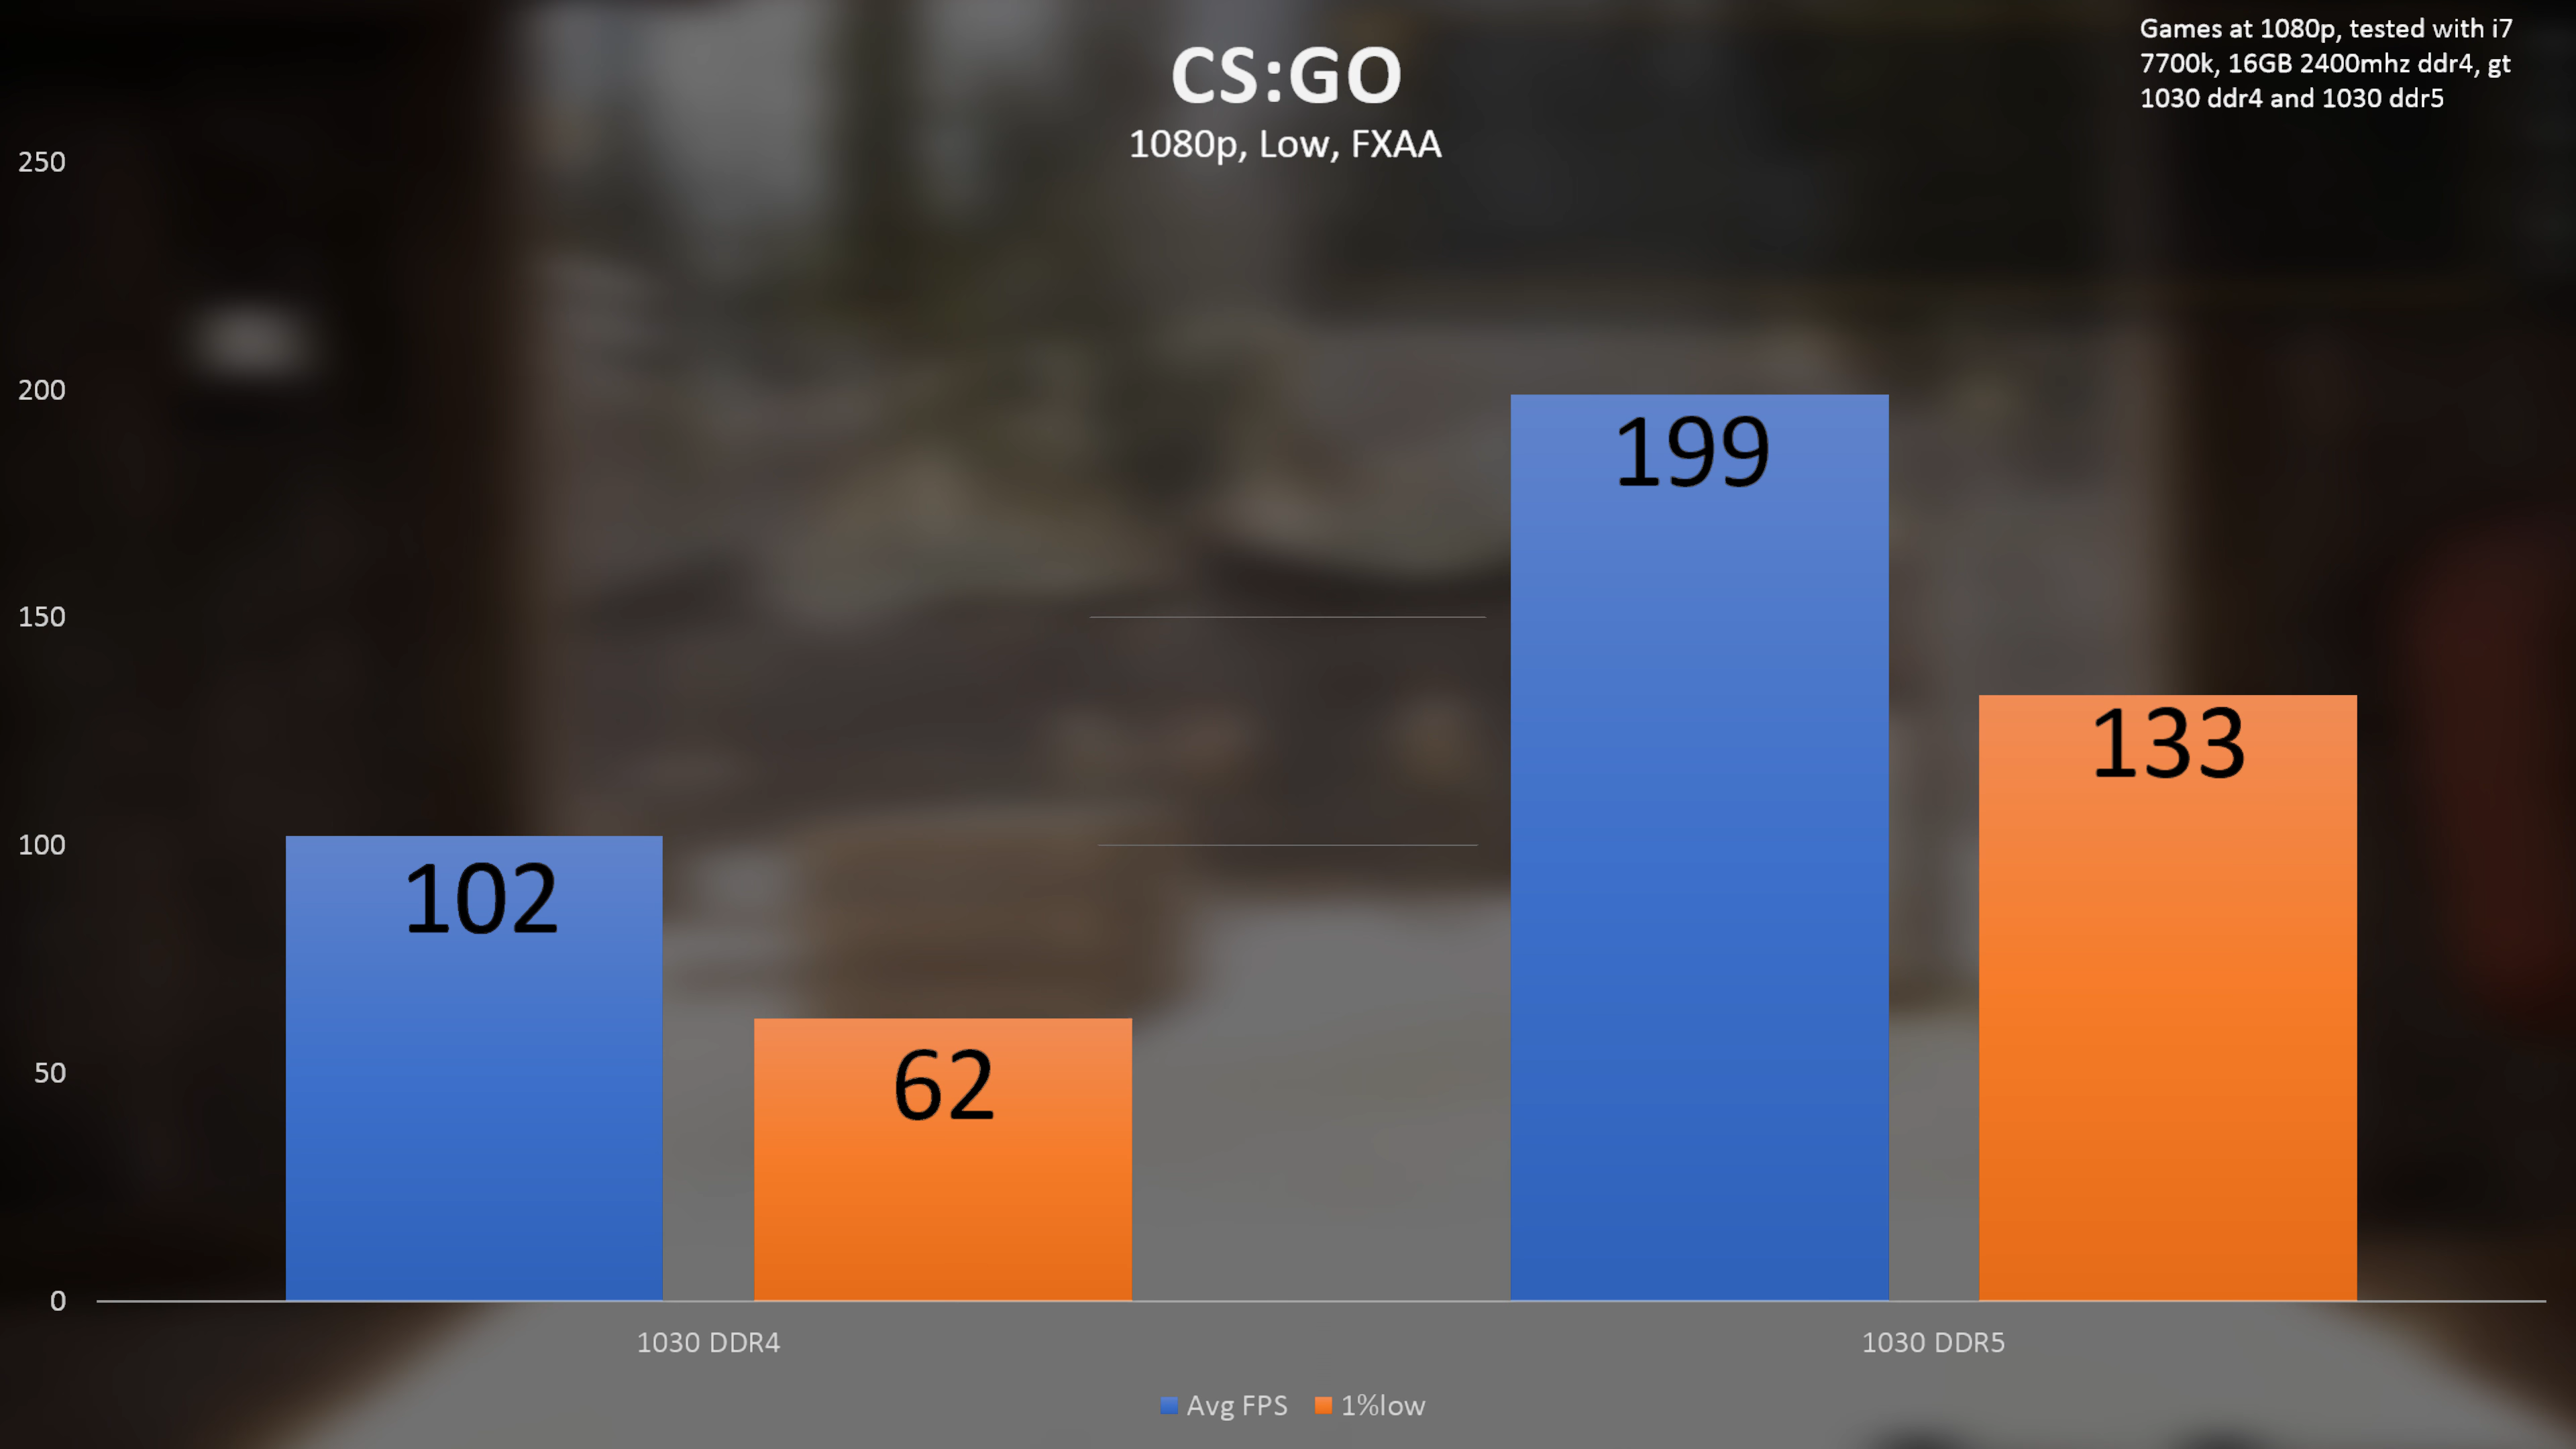 Games at 1080p, tested with i7
7700k, 16GB 2400mhz ddr4, gt
1030 ddr4 and 1030 ddr5
CS:GO
1080p, Low, FXAA
250
200
150
100
50
0
102
62
199
133
1030 DDR4
1030 DDR5
Avg FPS
1%low